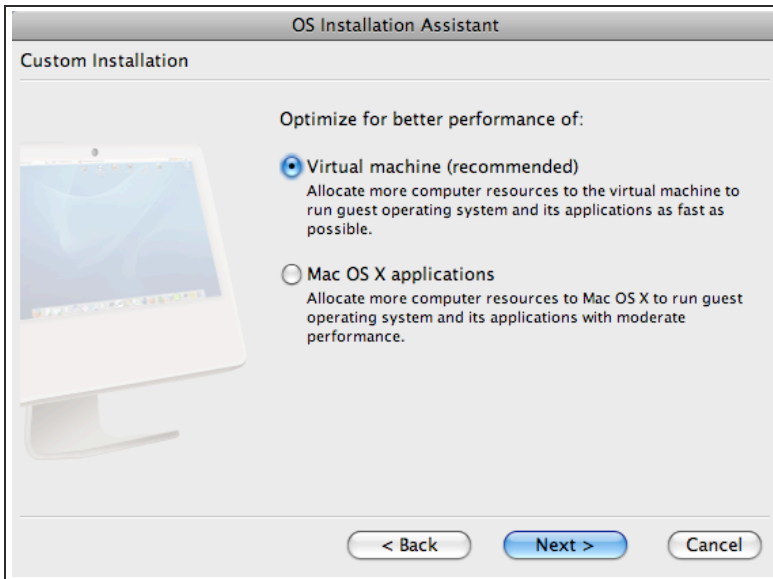 OS Installation Assistant
Custom Installation
Optimize for better performance of:
Virtual machine (recommended)
Allocate more computer resources to the virtual machine to
run guest operating system and its applications as fast as
possible.
Mac OS X applications
Allocate more computer resources to Mac OS X to run guest
operating system and its applications with moderate
performance.
< Back
Next >
Cancel